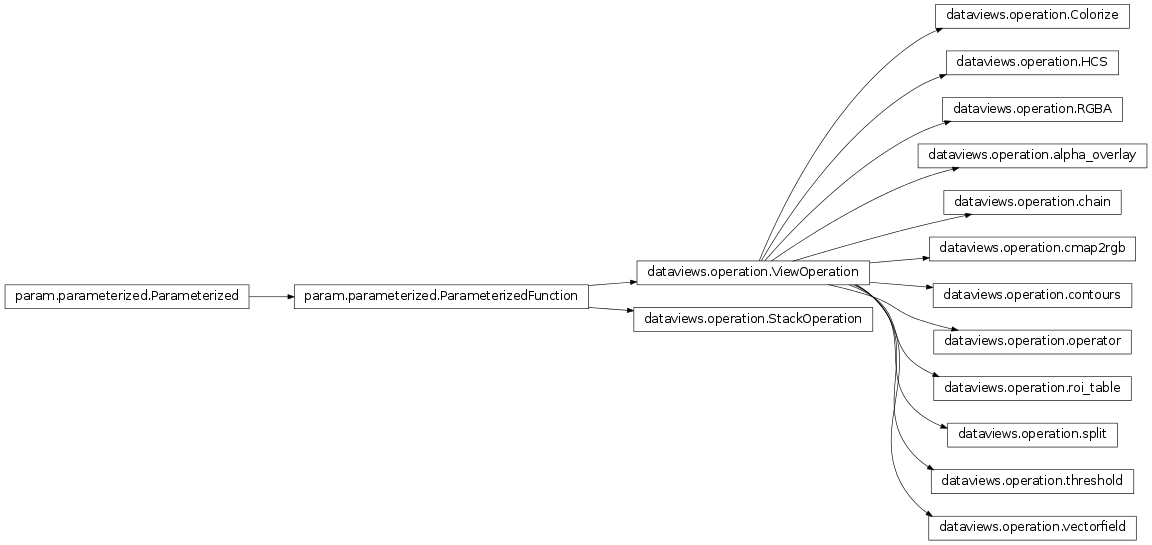 dataviews.operation.Colorize
dataviews.operation.HCS
dataviews.operation.RGBA
dataviews.operation.alpha_overlay
dataviews.operation.chain
dataviews.operation.cmap2rgb
dataviews.operation.ViewOperation
param.parameterized.Parameterized
param.parameterized.ParameterizedFunction
dataviews.operation.contours
dataviews.operation.StackOperation
dataviews.operation.operator
dataviews.operation.roi_table
dataviews.operation.split
dataviews.operation.threshold
dataviews.operation.vectorfield